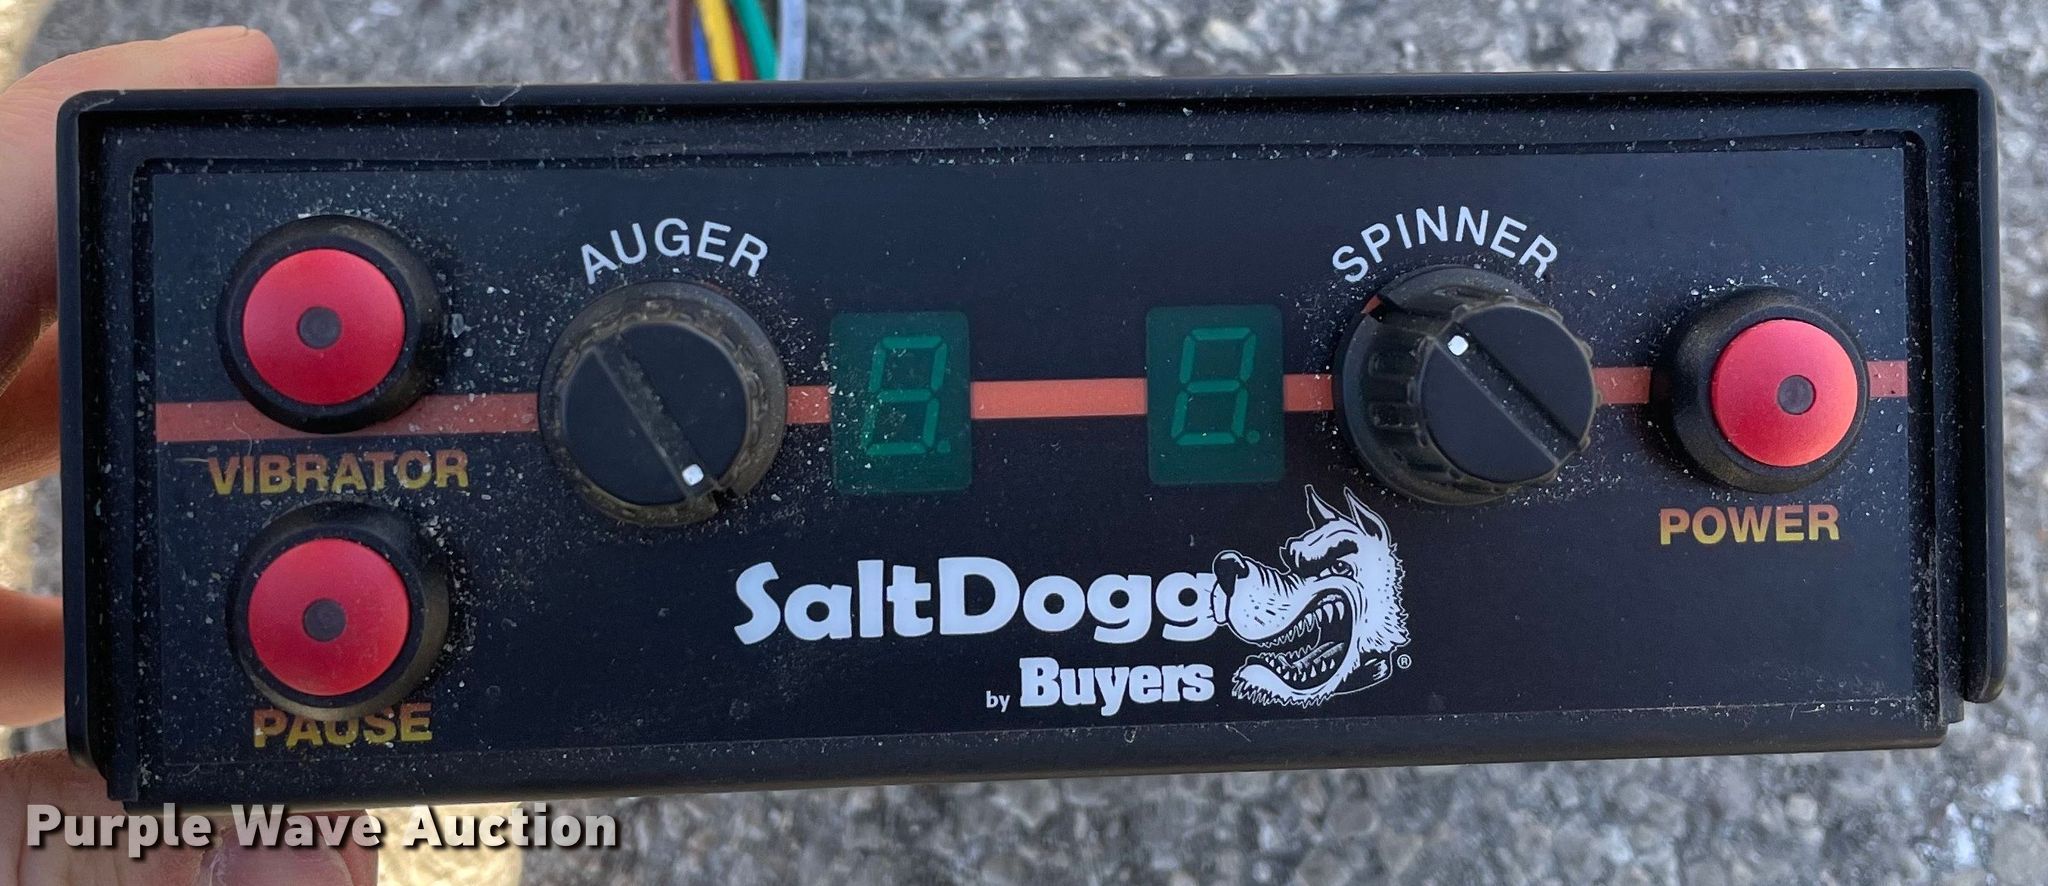 AUGER
SPINNER
VIBRATOR
POWER
SaltDogg
by Buyers
®
PAUSE
Purple Wave Auction